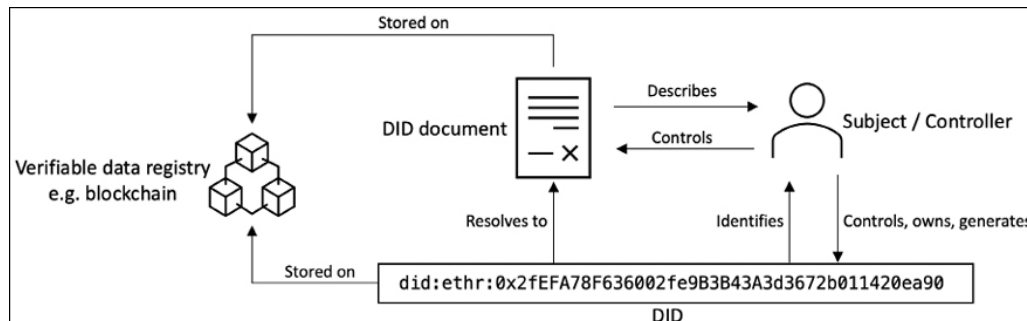 Stored on
Describes
DID document
Subject / Controller
Controls
Verifiable data registry
e.g. blockchain
Resolves to
Identifies
Controls, owns, generates
Stored on
did:ethr:0x2fEFA78F636002fe9B3B43A3d3672b011420ea90
DID